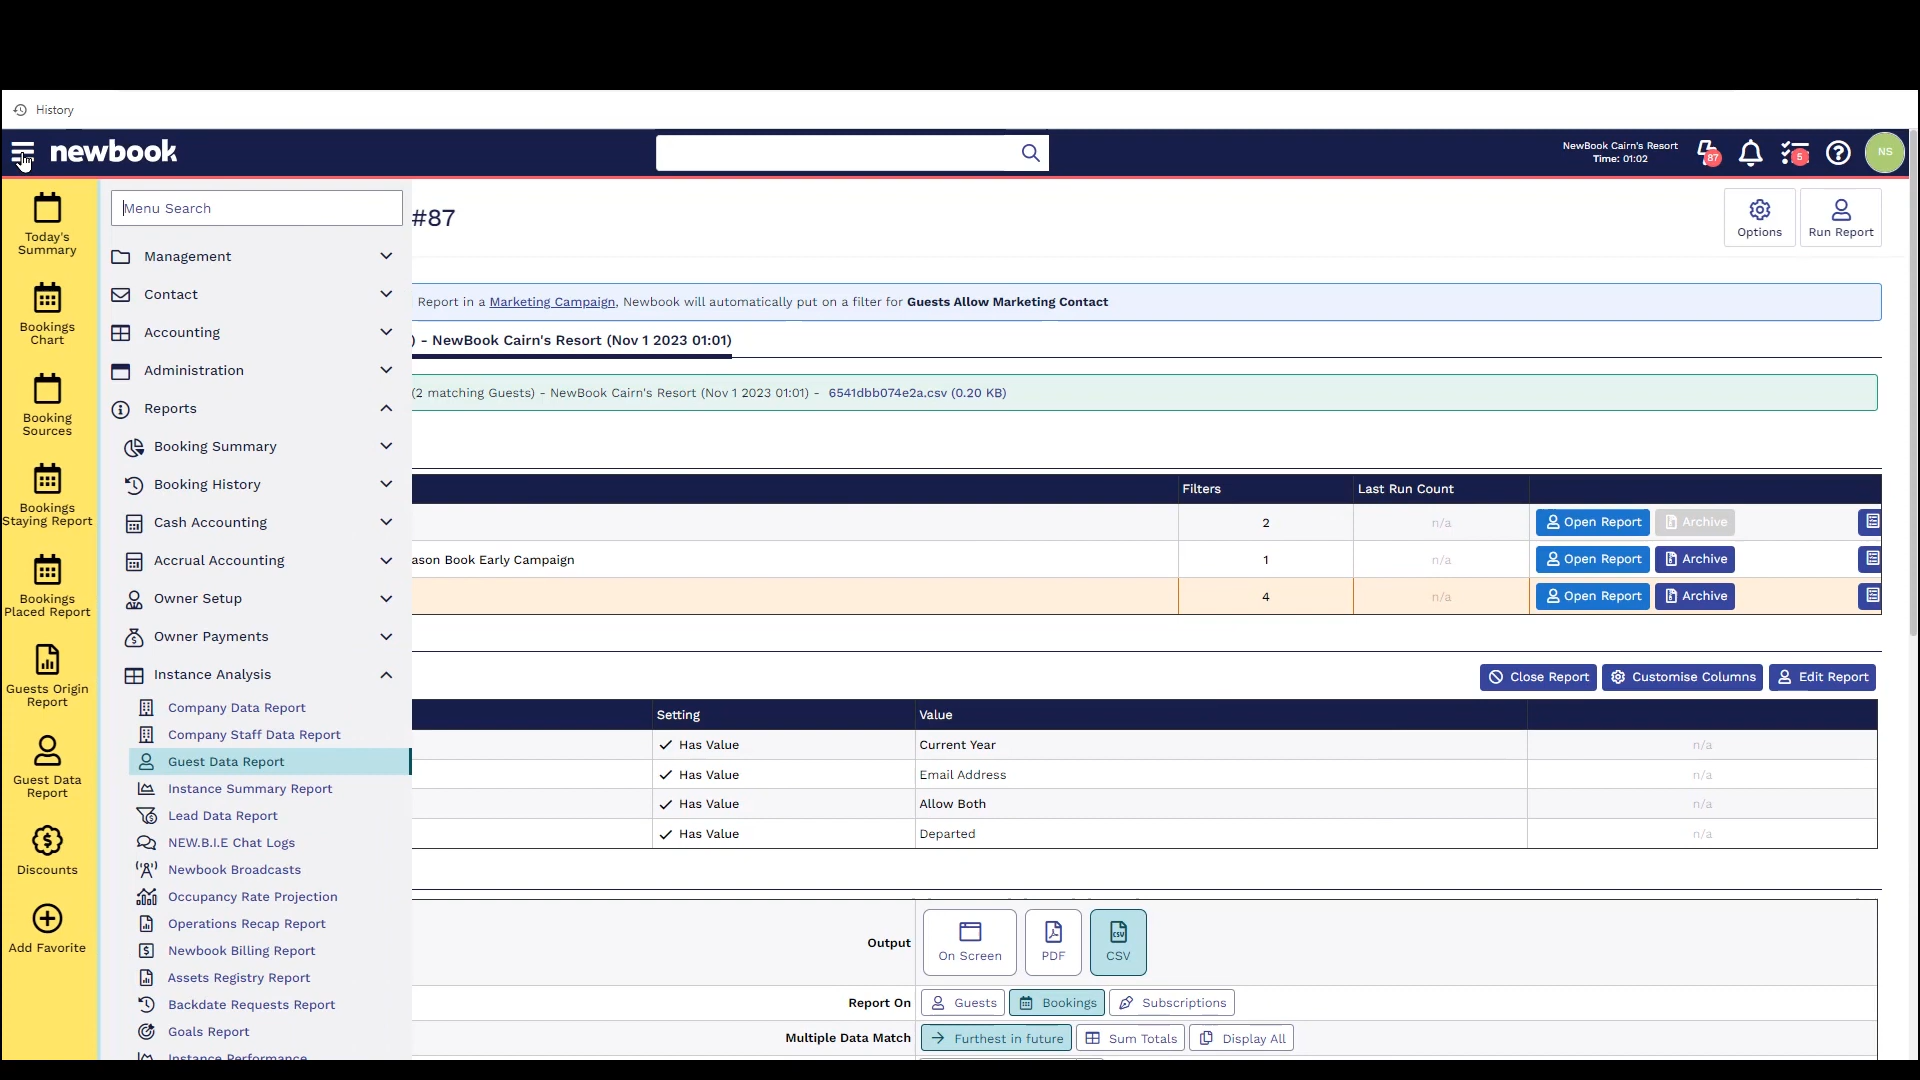 History
newbook
NewBook Cairn's Resort
Time: 01:02
87
5
NS
Today's
Summary
Bookings
Chart
Booking
Sources
Bookings
Staying Report
Bookings
Placed Report
Guests Origin
Report
Guest Data
Report
Discounts
Add Favorite
Menu Search
Management
Contact
Accounting
Administration
Reports
Booking Summary
Booking History
Cash Accounting
Accrual Accounting
Owner Setup
Owner Payments
Instance Analysis
Company Data Report
Company Staff Data Report
Guest Data Report
Instance Summary Report
Lead Data Report
NEW.B.I.E Chat Logs
Newbook Broadcasts
Occupancy Rate Projection
Operations Recap Report
Newbook Billing Report
Assets Registry Report
Backdate Requests Report
Goals Report
Instance Performance
#87
Options
Run Report
Report in a Marketing Campaign, Newbook will automatically put on a filter for Guests Allow Marketing Contact
) - NewBook Cairn's Resort (Nov 1 2023 01:01)
(2 matching Guests) - NewBook Cairn's Resort (Nov 1 2023 01:01) - 6541dbb074e2a.csv (0.20 KB)
Filters Last Run Count
2 n/a Open Report Archive
ason Book Early Campaign 1 n/a Open Report Archive
4 n/a Open Report Archive
Close Report Customise Columns Edit Report
Setting Value
Has Value Current Year n/a
Has Value Email Address n/a
Has Value Allow Both n/a
Has Value Departed n/a
Output On Screen PDF CSV
Report On Guests Bookings Subscriptions
Multiple Data Match Furthest in future Sum Totals Display All